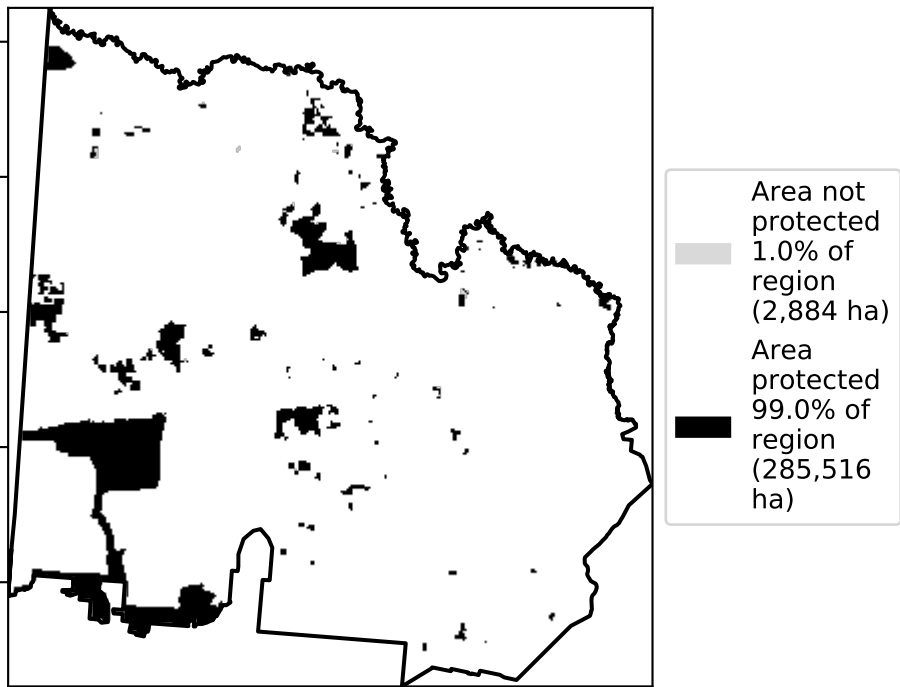 Area not
protected
1.0% of
region
(2,884 ha)
Area
protected
99.0% of
region
(285,516
ha)